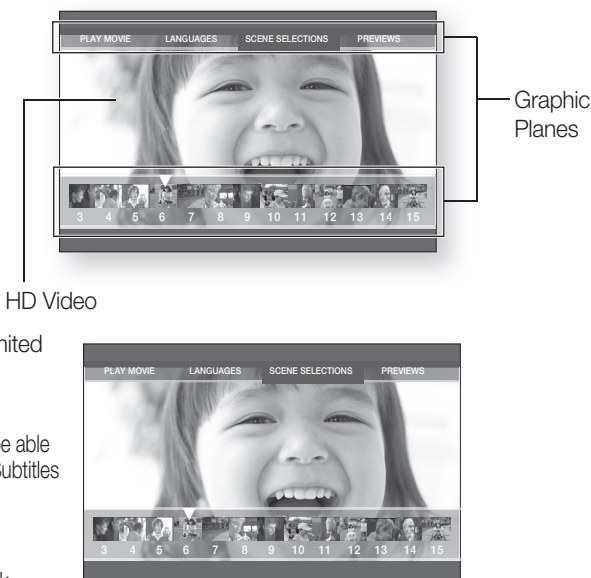 PLAY MOVIE LANGUAGES SCENE SELECTIONS PREVIEWS
Graphic
Planes
3 4 5 6 7 8 9 10 11 12 13 14 15
HD Video
PLAY MOVIE LANGUAGES SCENE SELECTIONS PREVIEWS
able
3 4 5 6 7 8 9 10 11 12 13 14 15